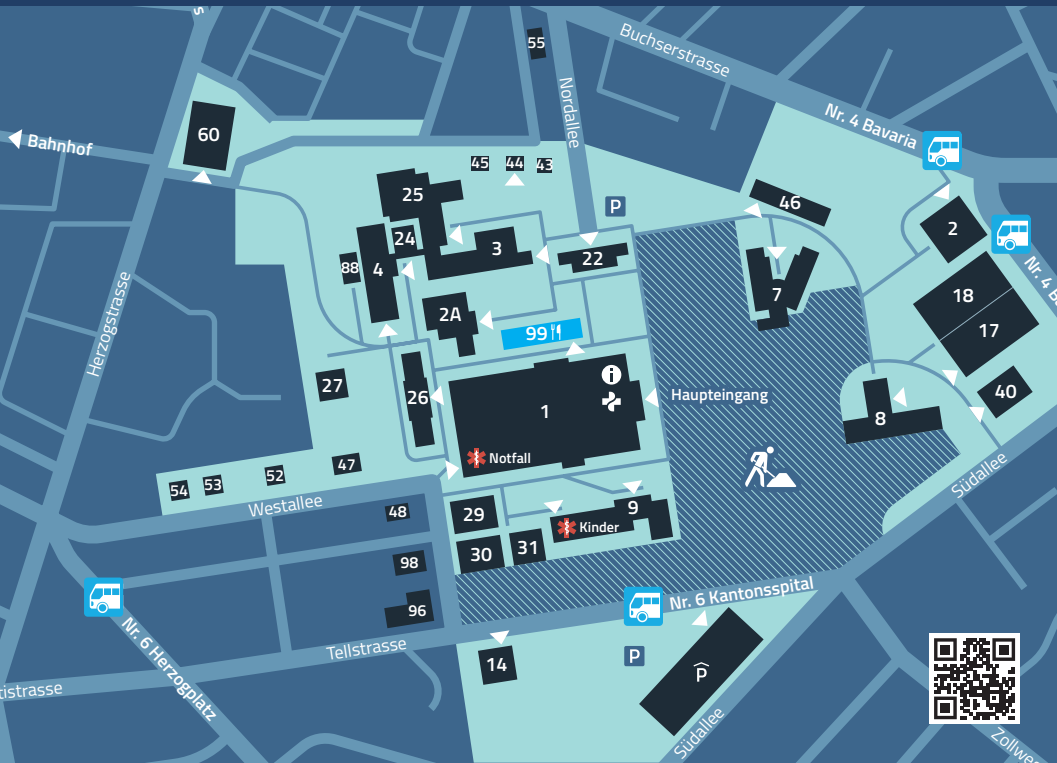 s
55
Buchserstrasse
Nordallee
Nr. 4 Bavaria
60
Bahnhof
45
44
43
25
46
P
2
24
3
22
88
4
7
18
Nr. 4 B
2A
99
17
Herzogstrasse
27
26
1
Haupteingang
40
8
Notfall
47
52
53
54
Westallee
Südallee
48
29
9
Kinder
30
31
98
96
Nr. 6 Kantonsspital
Nr. 6 Herzogplatz
Tellstrasse
14
P
P
tistrasse
Südallee
Zollwe